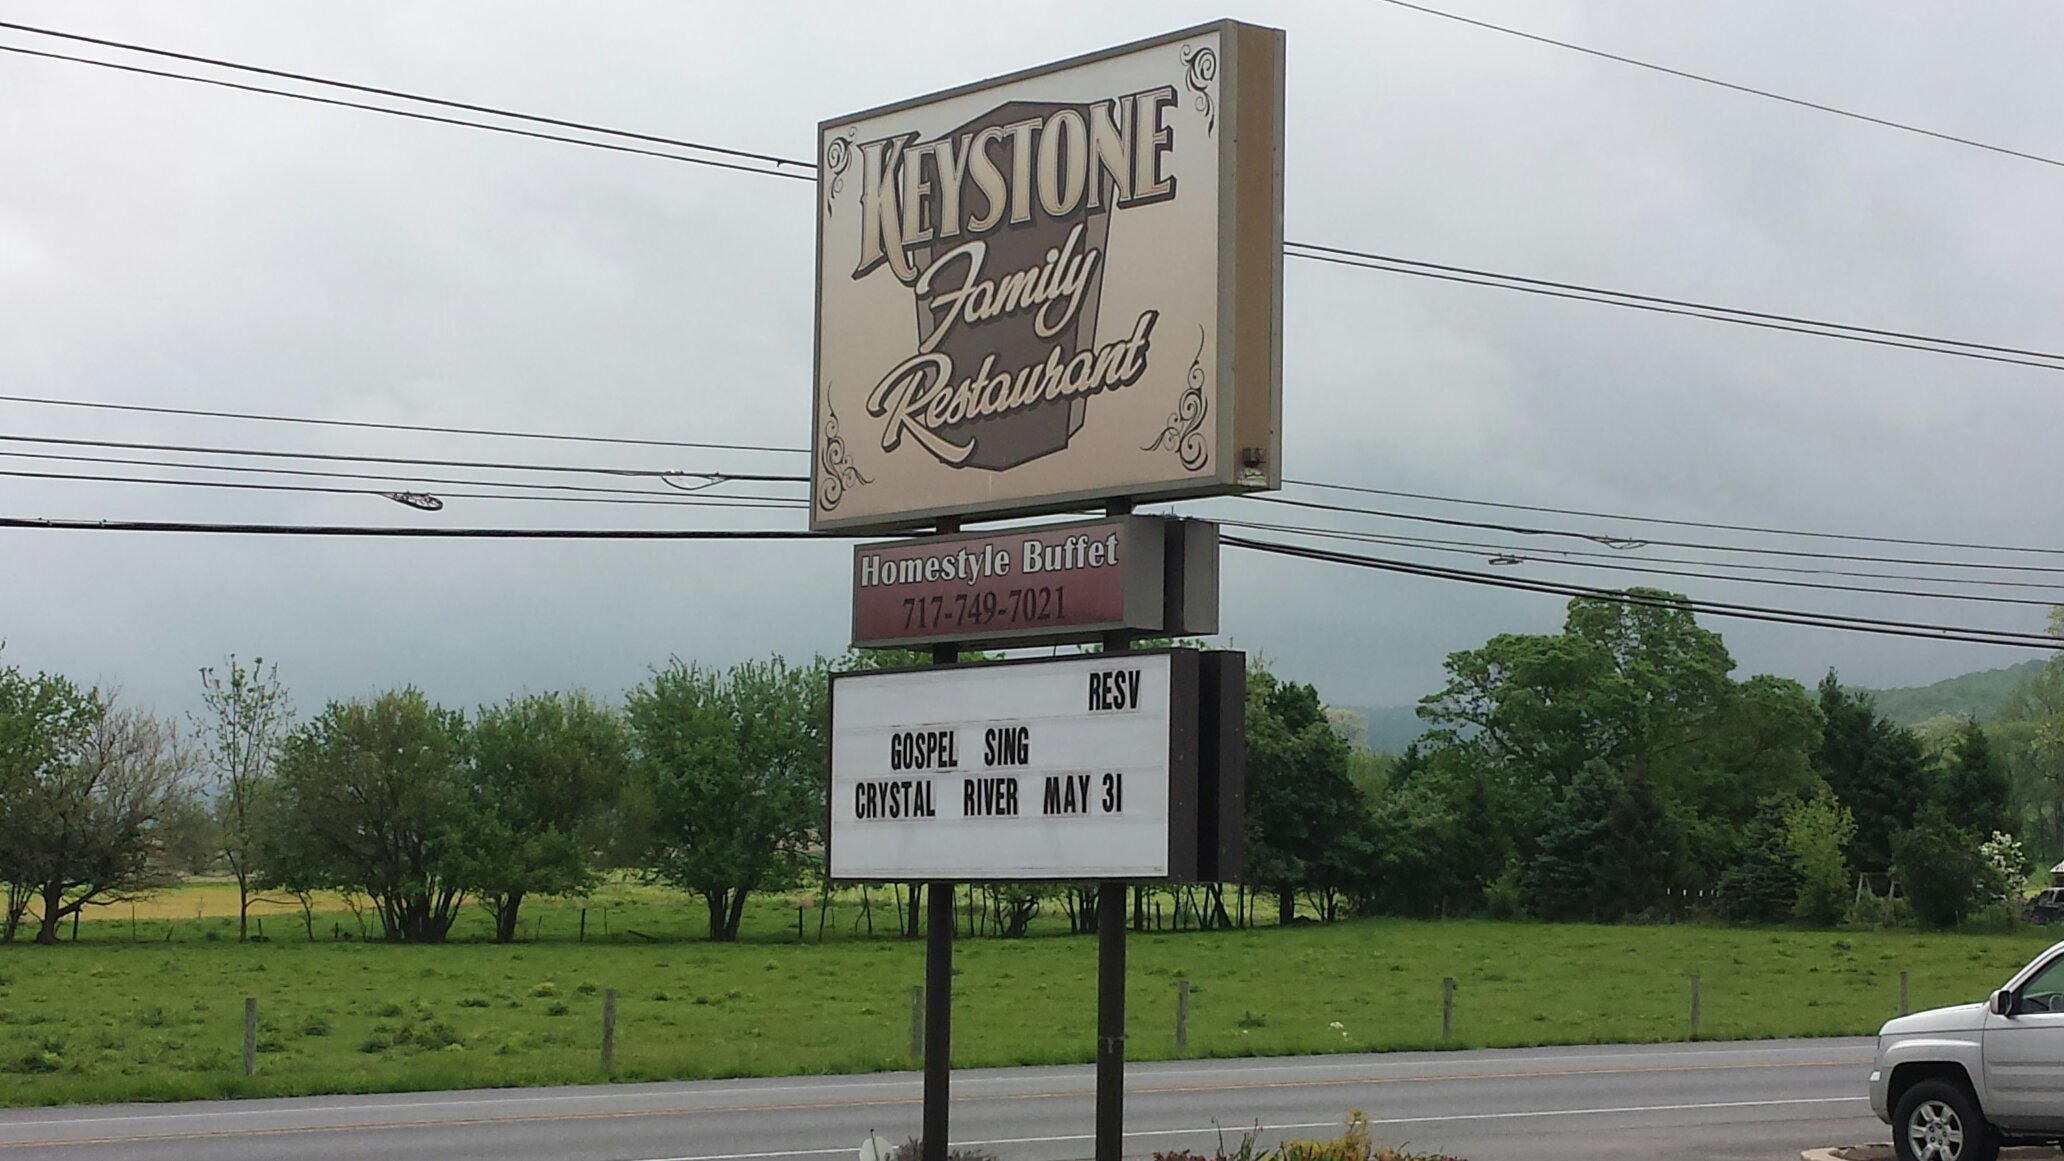 KEYSTONE
Family
Restaurant
Homestyle Buffet
717-749-7021
RESV
GOSPEL SING
CRYSTAL RIVER MAY 31